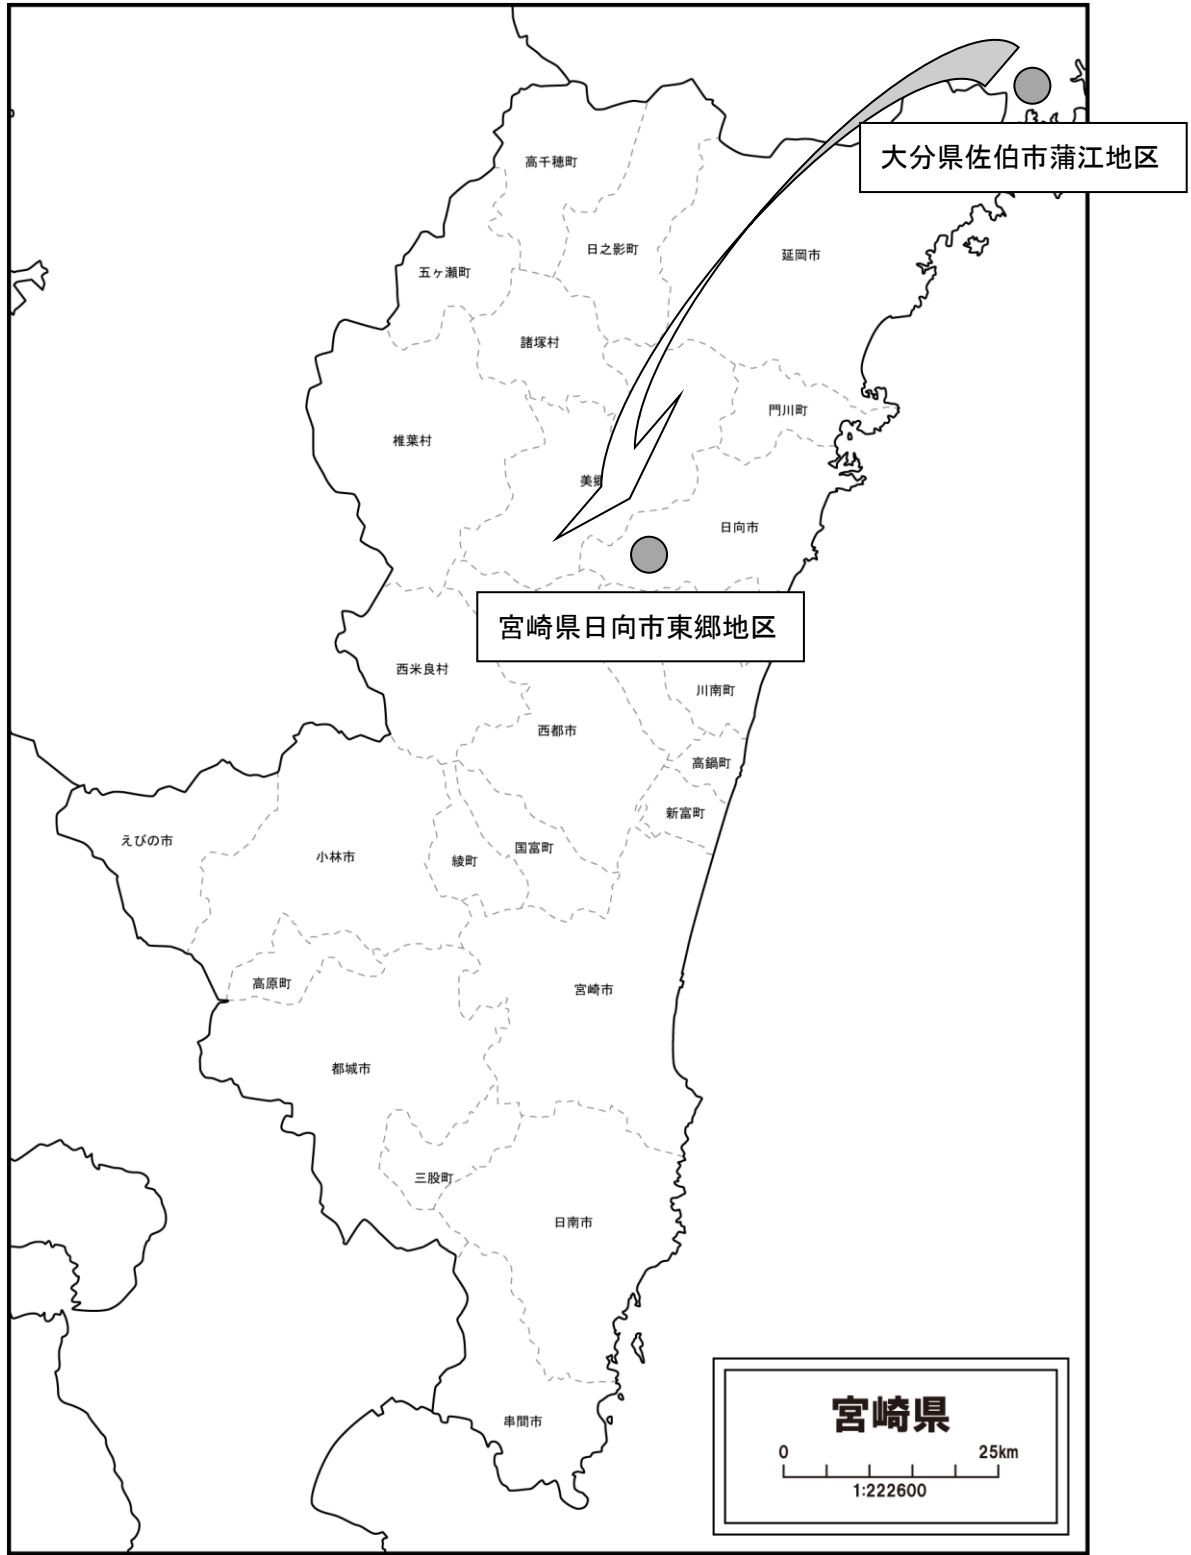 大分県佐伯市蒲江地区
高千穂町
日之影町
延岡市
五ヶ瀬町
諸塚村
門川町
椎葉村
美郷
日向市
宮崎県日向市東郷地区
西米良村
川南町
西都市
高鍋町
新富町
えびの市
小林市
綾町
国富町
高原町
宮崎市
都城市
三股町
日南市
串間市
宮崎県
0 25km
1:222600